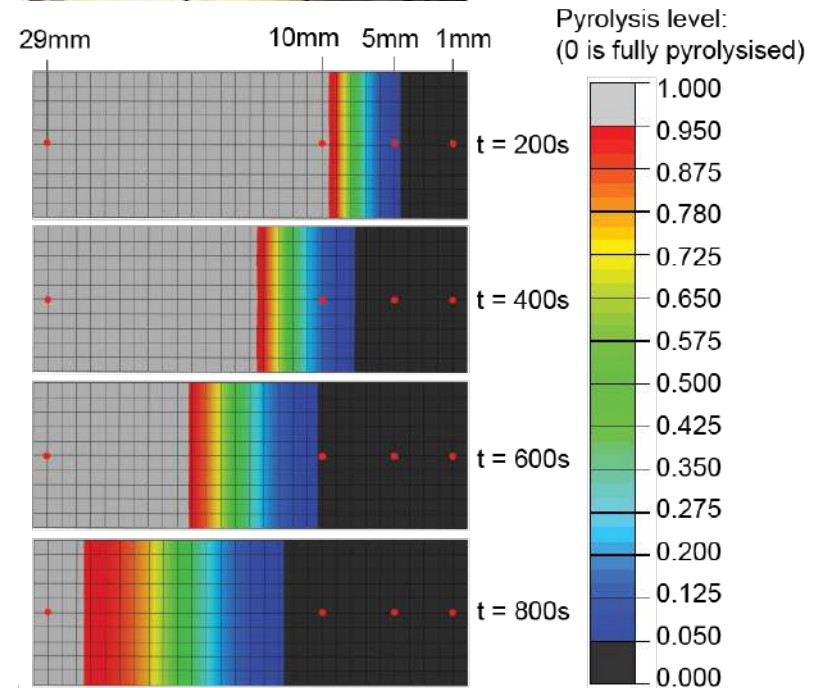 Pyrolysis level:
(0 is fully pyrolysised)
29mm 10mm 5mm 1mm
t = 200s
t = 400s
t = 600s
t = 800s
1.000
0.950
0.875
0.780
0.725
0.650
0.575
0.500
0.425
0.350
0.275
0.200
0.125
0.050
0.000